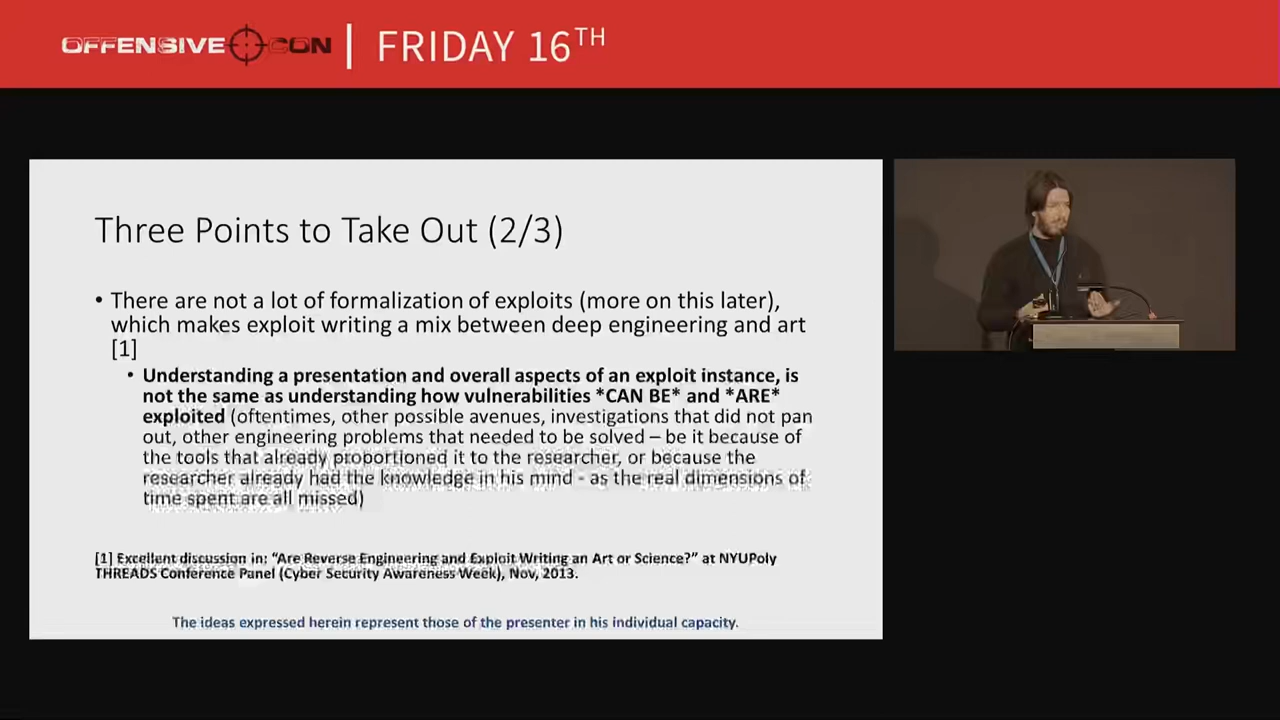 OFFENSIVE CON | FRIDAY 16TH
Three Points to Take Out (2/3)
• There are not a lot of formalization of exploits (more on this later),
which makes exploit writing a mix between deep engineering and art
[1]
• Understanding a presentation and overall aspects of an exploit instance, is
not the same as understanding how vulnerabilities *CAN BE* and *ARE*
exploited (oftentimes, other possible avenues, investigations that did not pan
out, other engineering problems that needed to be solved – be it because of
the tools that already proportioned it to the researcher, or because the
researcher already had the knowledge in his mind - as the real dimensions of
time spent are all missed)
[1] Excellent discussion in: “Are Reverse Engineering and Exploit Writing an Art or Science?” at NYUPoly
THREADS Conference Panel (Cyber Security Awareness Week), Nov, 2013.
The ideas expressed herein represent those of the presenter in his individual capacity.